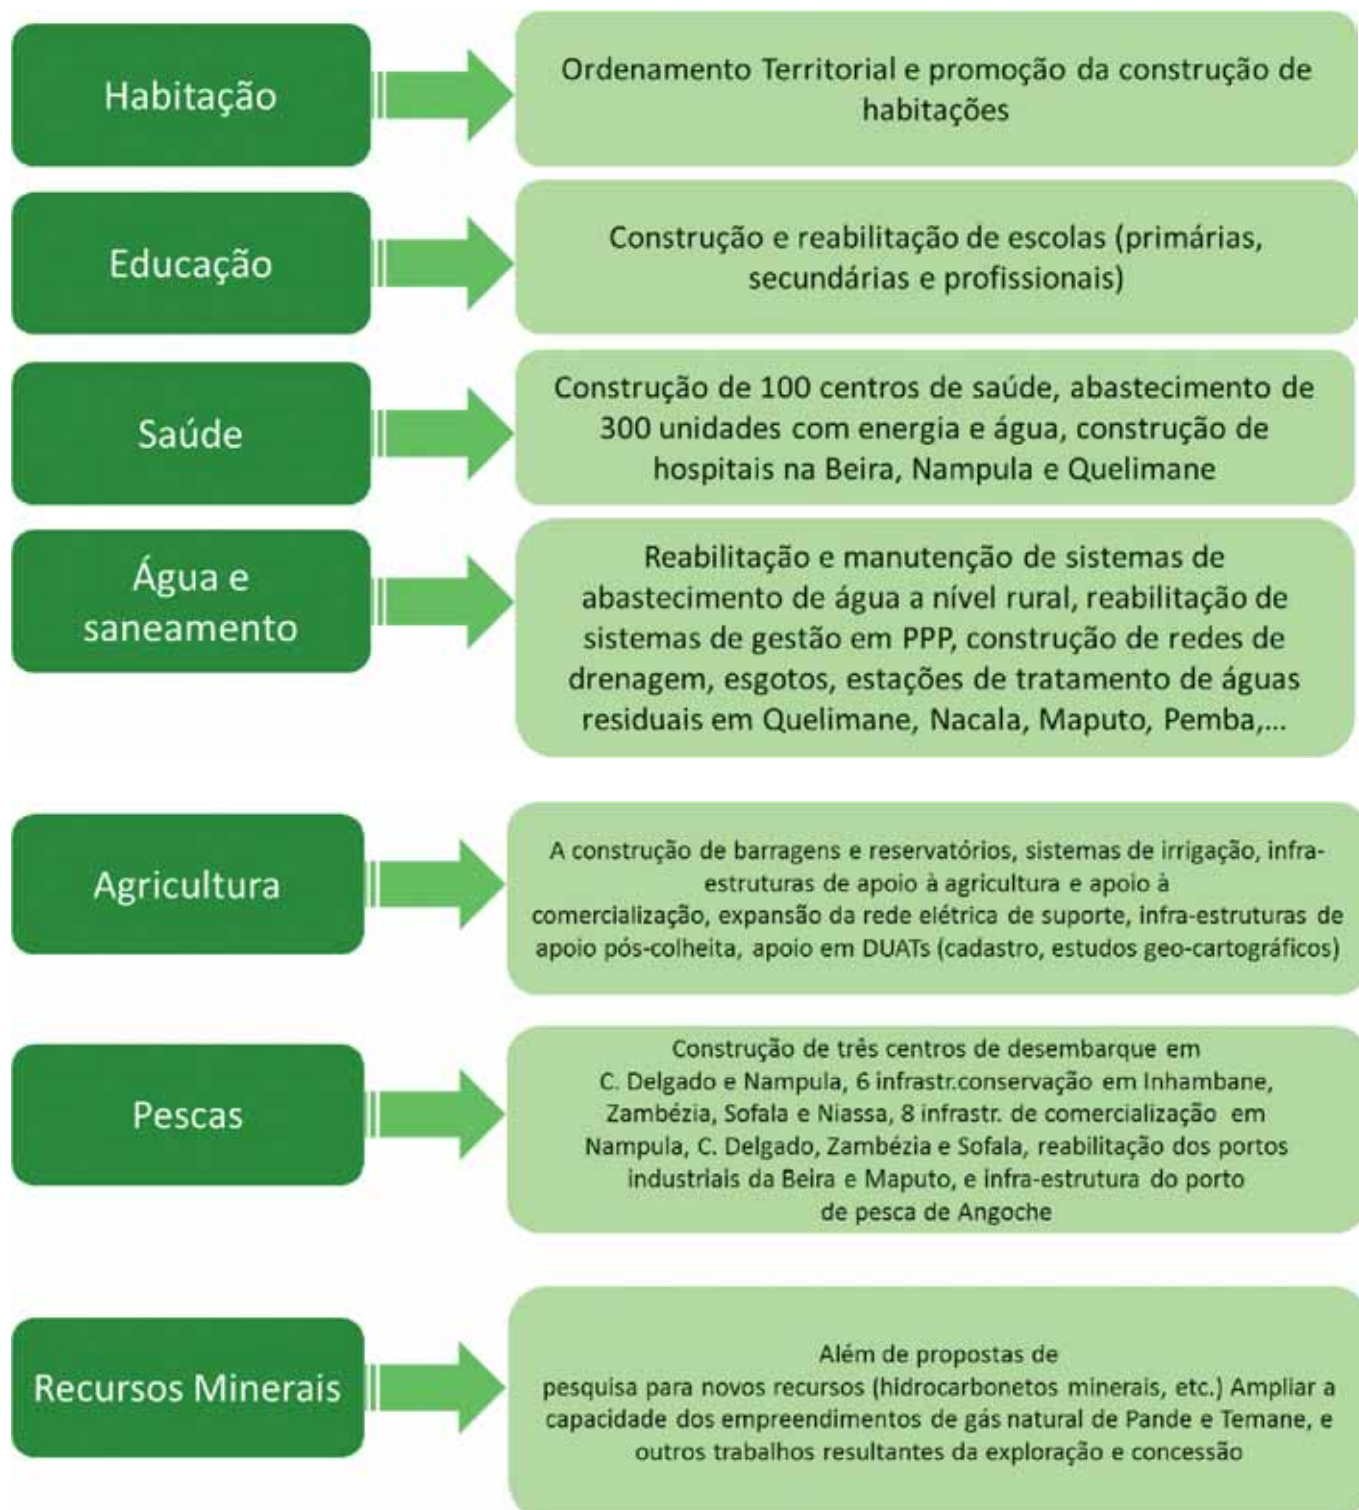 Habitação
Ordenamento Territorial e promoção da construção de
habitações
Educação
Construção e reabilitação de escolas (primárias,
secundárias e profissionais)
Saúde
Construção de 100 centros de saúde, abastecimento de
300 unidades com energia e água, construção de
hospitais na Beira, Nampula e Quelimane
Água e
saneamento
Reabilitação e manutenção de sistemas de
abastecimento de água a nível rural, reabilitação de
sistemas de gestão em PPP, construção de redes de
drenagem, esgotos, estações de tratamento de águas
residuais em Quelimane, Nacala, Maputo, Pemba,...
Agricultura
A construção de barragens e reservatórios, sistemas de irrigação, infra-
estruturas de apoio à agricultura e apoio à
comercialização, expansão da rede elétrica de suporte, infra-estruturas de
apoio pós-colheita, apoio em DUATs (cadastro, estudos geo-cartográficos)
Pescas
Construção de três centros de desembarque em
C. Delgado e Nampula, 6 infrastr.conservação em Inhambane,
Zambézia, Sofala e Niassa, 8 infrastr. de comercialização em
Nampula, C. Delgado, Zambézia e Sofala, reabilitação dos portos
industriais da Beira e Maputo, e infra-estrutura do porto
de pesca de Angoche
Recursos Minerais
Além de propostas de
pesquisa para novos recursos (hidrocarbonetos minerais, etc.) Ampliar a
capacidade dos empreendimentos de gás natural de Pande e Temane, e
outros trabalhos resultantes da exploração e concessão